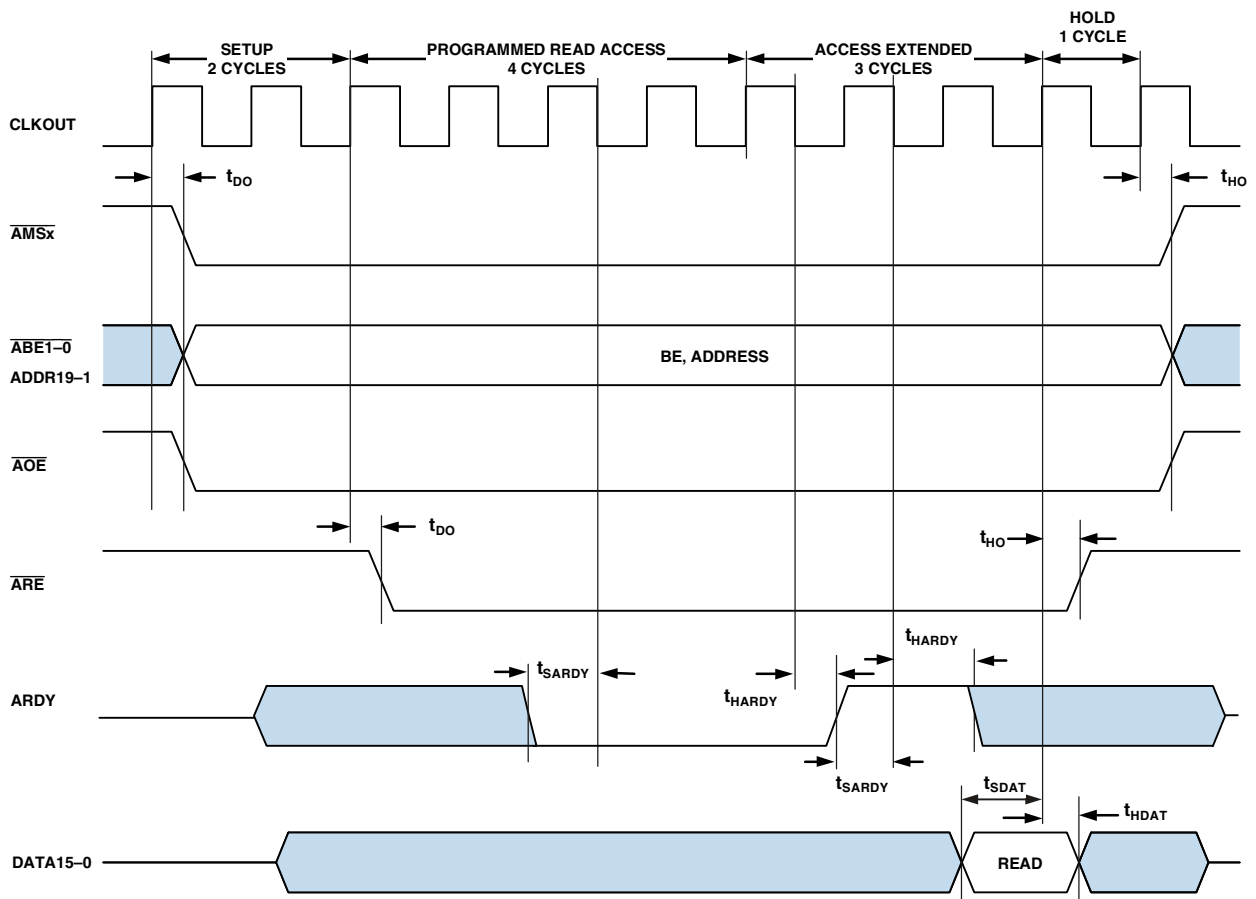 HOLD
1 CYCLE
SETUP
2 CYCLES
PROGRAMMED READ ACCESS
4 CYCLES
ACCESS EXTENDED
3 CYCLES
CLKOUT
tDO
tHO
AMSx
ABE1–0
ADDR19–1
BE, ADDRESS
AOE
tDO
tHO
ARE
tHARDY
tSARDY
tHARDY
ARDY
tSARDY
tSDAT
tHDAT
DATA15–0
READ